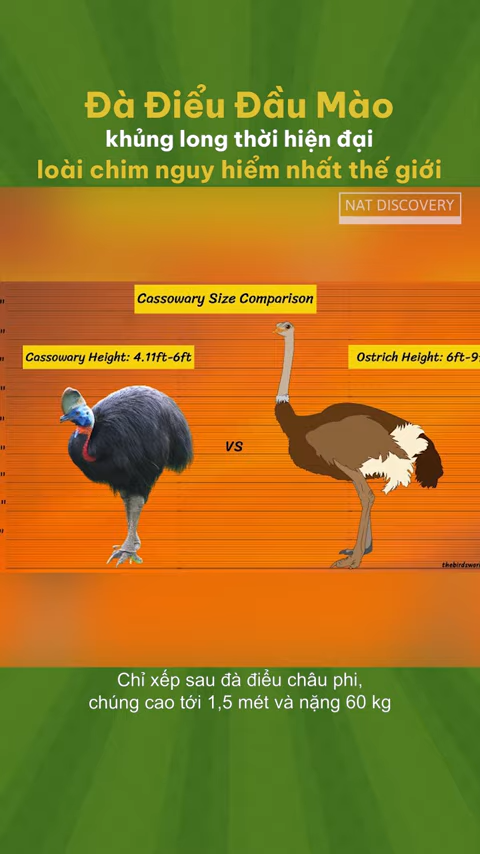 Đà Điểu Đầu Mào
khủng long thời hiện đại
loài chim nguy hiểm nhất thế giới
NAT DISCOVERY
Cassowary Size Comparison
Cassowary Height: 4.11ft-6ft
Ostrich Height: 6ft-9
VS
Chỉ xếp sau đà điểu châu phi,
chúng cao tới 1,5 mét và nặng 60 kg